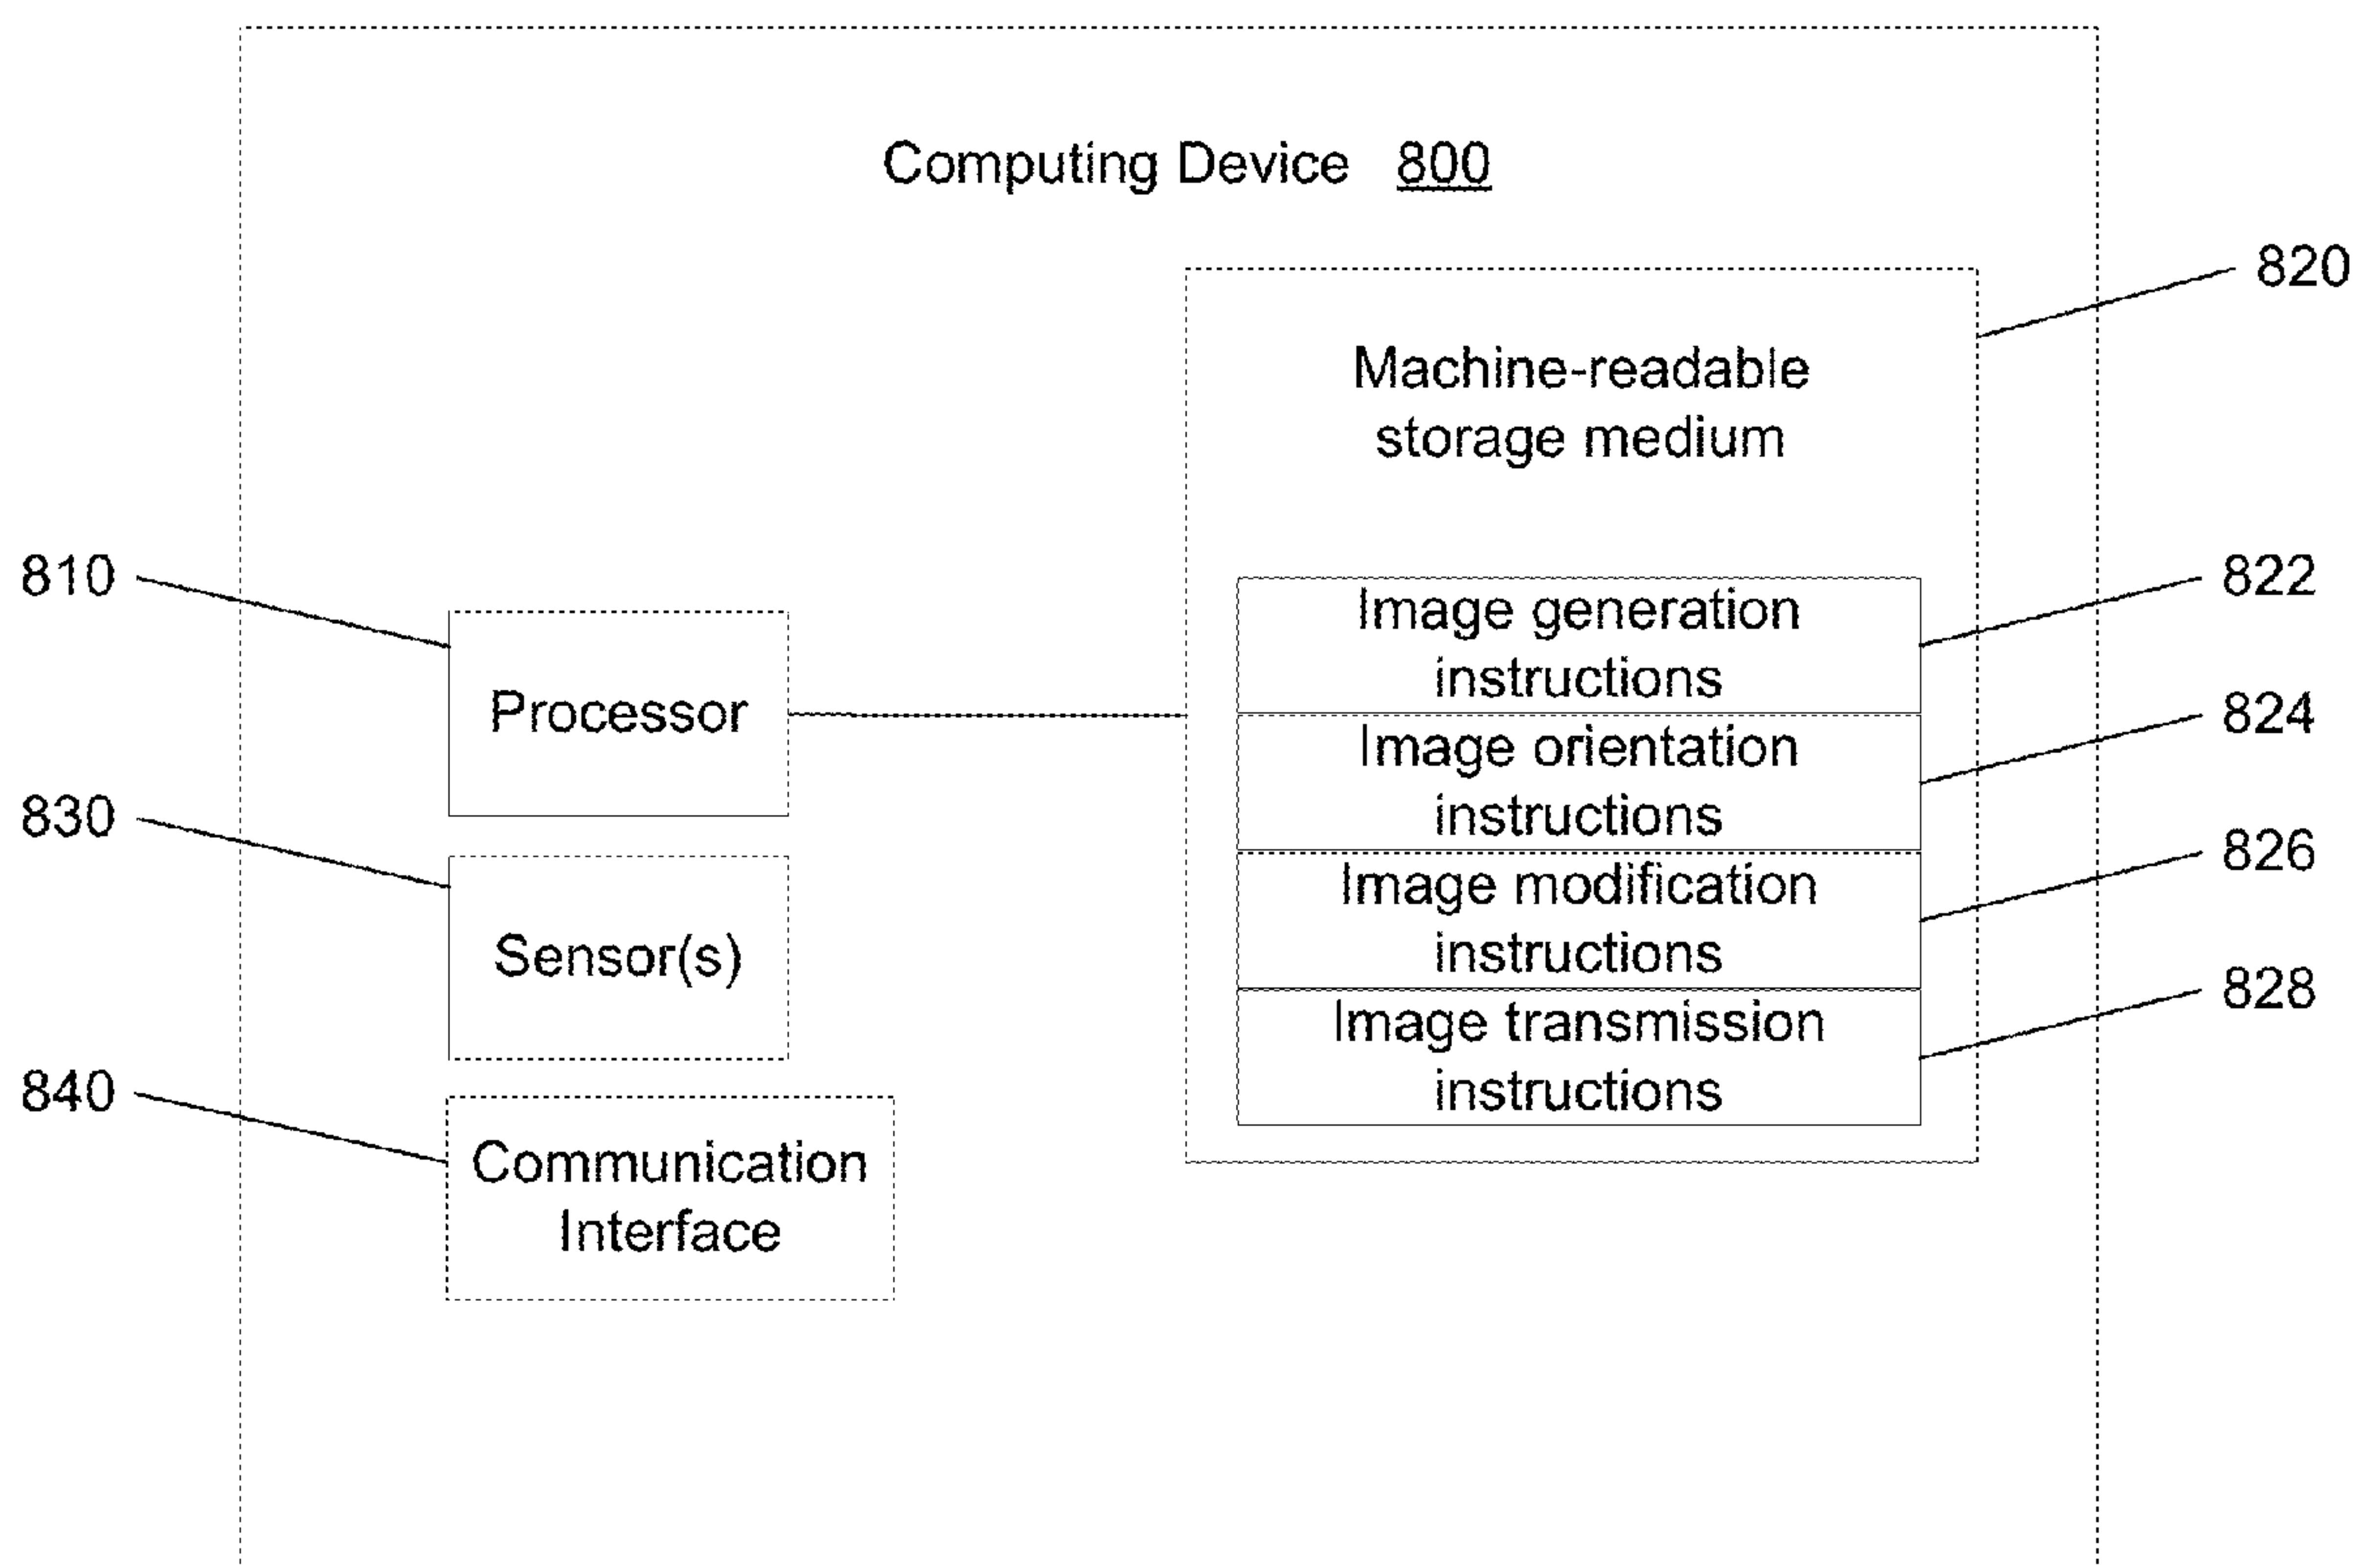 Computing Device 800
820
Machine-readable
storage medium
810
Processor
830
Sensor(s)
840
Communication
Interface
822
Image generation
instructions
824
Image orientation
instructions
826
Image modification
instructions
828
Image transmission
instructions